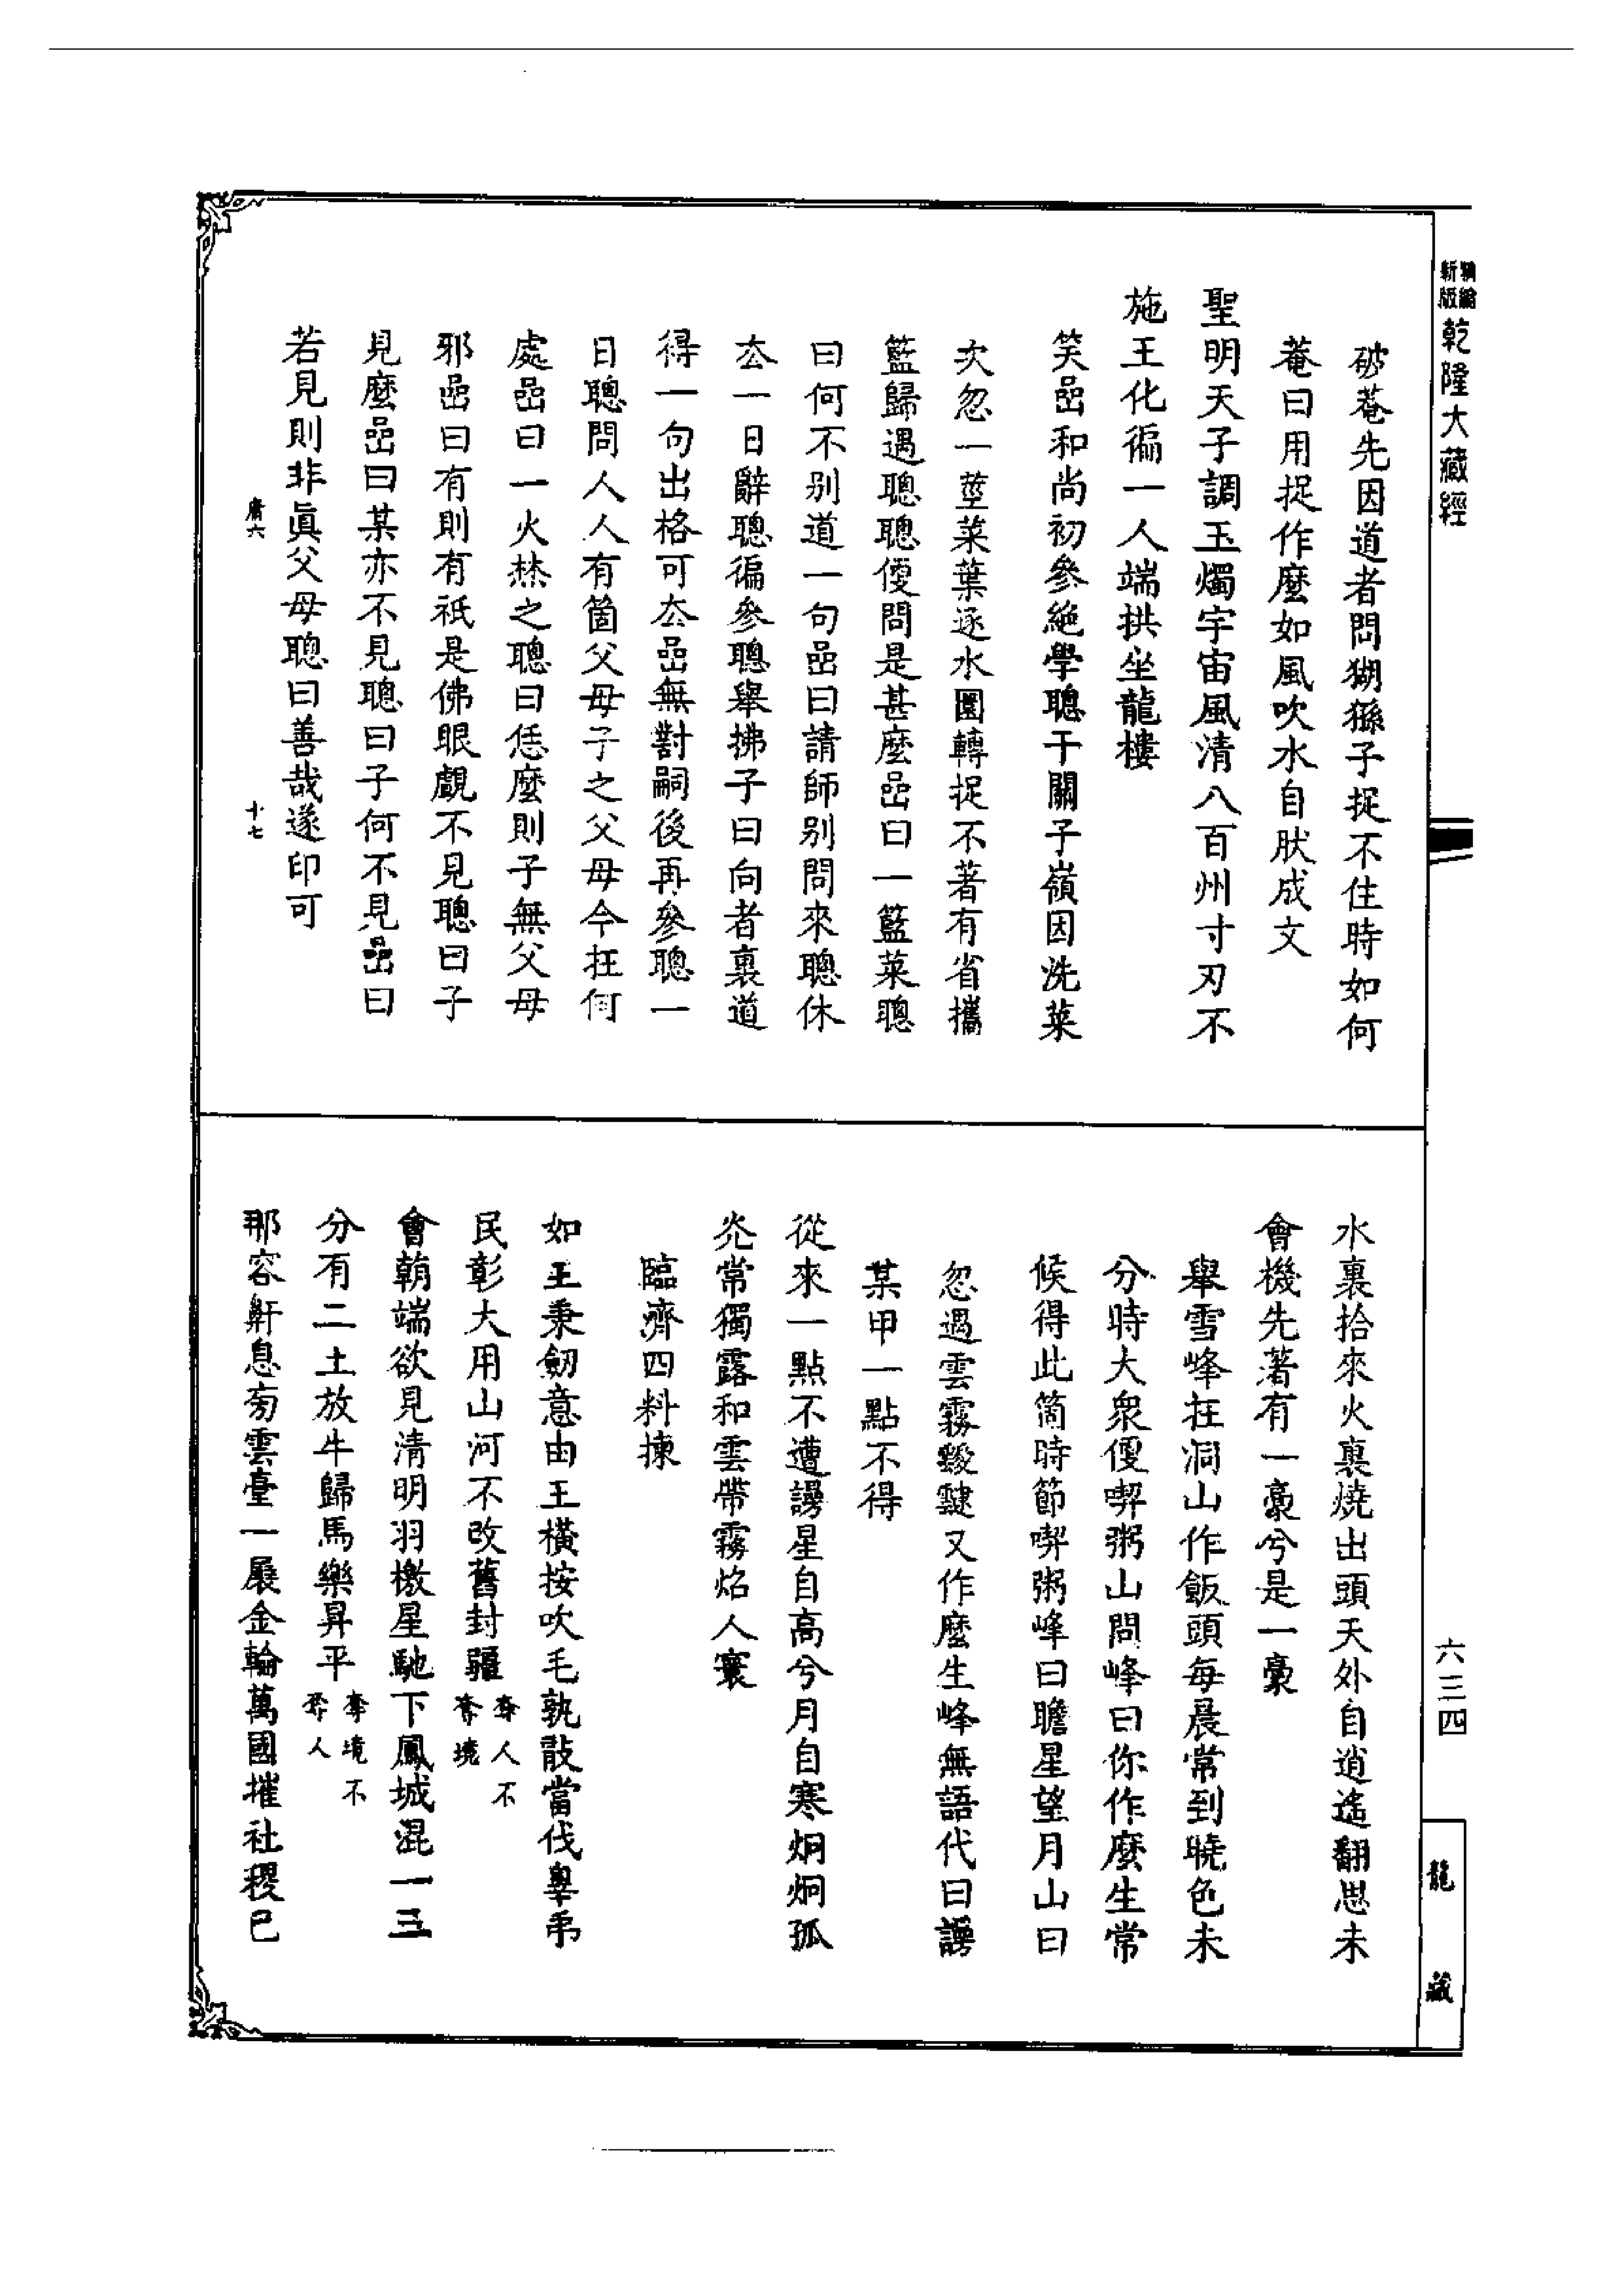 精繪新版
乾隆大藏經
破菴先因道者問猢猻子捉不住時如何
菴曰用捉作麼如風吹水自肰成文
聖明天子調玉燭宇宙風清八百州寸刃不
施王化徧一人端拱坐龍樓
笑嵒和尚初參絕學聰于關子嶺因洗菜
次忽一莖菜葉逐水圜轉捉不著有省攜
籃歸遇聰聰便問是甚麼嵒曰一籃菜聰
曰何不別道一句嵒曰請師別問來聰休
厺一日辭聰徧參聰舉拂子曰向者裏道
得一句出格可厺嵒無對嗣後再參聰一
日聰問人人有箇父母子之父母今在何
處嵒曰一火焚之聰曰恁麼則子無父母
邪嵒曰有則有祇是佛眼覷不見聰曰子
見麼嵒曰某亦不見聰曰子何不見嵒曰
若見則非眞父母聰曰善哉遂印可
庸六
十七
水裏拾來火裏燒出頭天外自逍遙翻思未
會機先著有一毫兮是一毫
舉雪峰在洞山作飯頭每晨常到曉色未
分時大衆便喫粥山問峰曰你作麼生常
候得此箇時節喫粥峰曰瞻星望月山曰
忽遇雲霧靉靆又作麼生峰無語代曰謗
某甲一點不得
從來一點不遭謗星自高兮月自寒炯炯孤
光常獨露和雲帶霧焰人寰
臨濟四料揀
如王秉劒意由王橫按吹毛孰敢當伐辠弔
民彰大用山河不改舊封疆奪人不奪境
會朝端欲見清明羽檄星馳下鳳城混一三
分有二土放牛歸馬樂昇平奪境不奪人
那容鼾息旁雲臺一展金輪萬國摧社稷已
六三四
龍藏